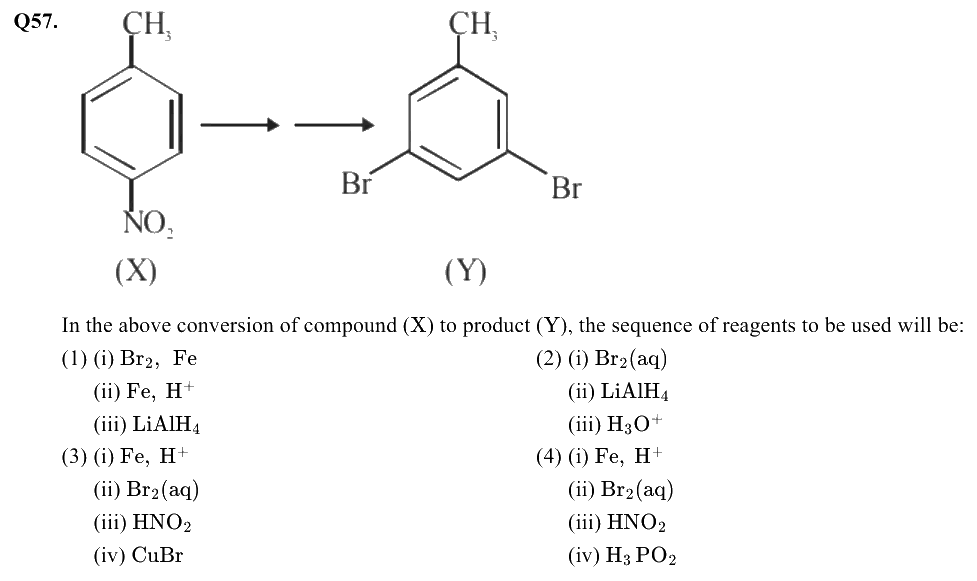 Q57.
CH₃ CH₃
Br Br
NO₂
(X) (Y)
In the above conversion of compound (X) to product (Y), the sequence of reagents to be used will be:
(1) (i) Br₂, Fe (2) (i) Br₂(aq)
(ii) Fe, H⁺ (ii) LiAlH₄
(iii) LiAlH₄ (iii) H₃O⁺
(3) (i) Fe, H⁺ (4) (i) Fe, H⁺
(ii) Br₂(aq) (ii) Br₂(aq)
(iii) HNO₂ (iii) HNO₂
(iv) CuBr (iv) H₃PO₂